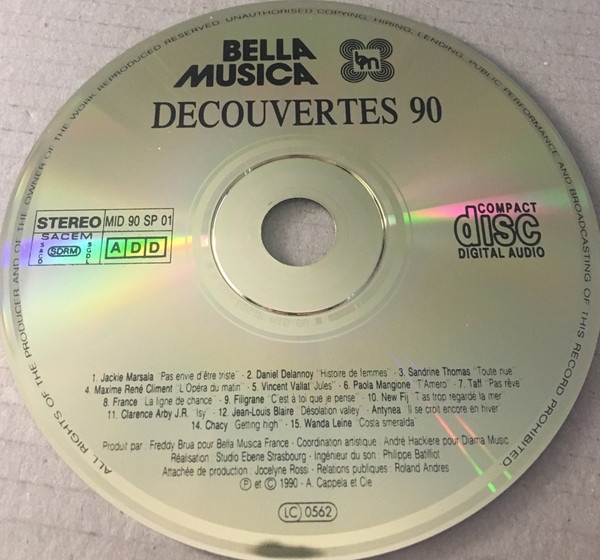 ALL RIGHTS OF THE PRODUCER AND OF THE OWNER OF THE WORK REPRODUCED RESERVED. UNAUTHORISED COPYING, HIRING, LENDING, PUBLIC PERFORMANCE AND BROADCASTING OF THIS RECORD PROHIBITED
BELLA
MUSICA
bm
DECOUVERTES 90
STEREO MID 90 SP 01
SACEM
SACD SDRM SCDL
ADD
COMPACT
disc
DIGITAL AUDIO
1. Jackie Marsala "Pas envie d'être triste" - 2. Daniel Delannoy "Histoire de femmes" - 3. Sandrine Thomas "Toute nue"
4. Maxime René Climent "L'Opéra du matin" - 5. Vincent Vallat "Jules" - 6. Paola Mangione "T'Amero" - 7. Taff "Pas rêvé"
8. France "La ligne de chance" - 9. Filigrane "C'est à toi que je pense" - 10. New Fij "T'as trop regardé la mer"
11. Clarence Arby J.R. "Isy" - 12. Jean-Louis Blaire "Désolation valley" - Antynea "Il se croit encore en hiver"
14. Chacy "Getting high" - 15. Wanda Leine "Costa smeralda"
Produit par : Freddy Brua pour Bella Musica France - Coordination artistique : André Hackiere pour Diama Music
Réalisation : Studio Ebene Strasbourg - Ingénieur du son : Philippe Batilliot
Attachée de production : Jocelyne Rossi - Relations publiques : Roland Andres
℗ et © 1990 - A. Cappela et Cie
LC 0562